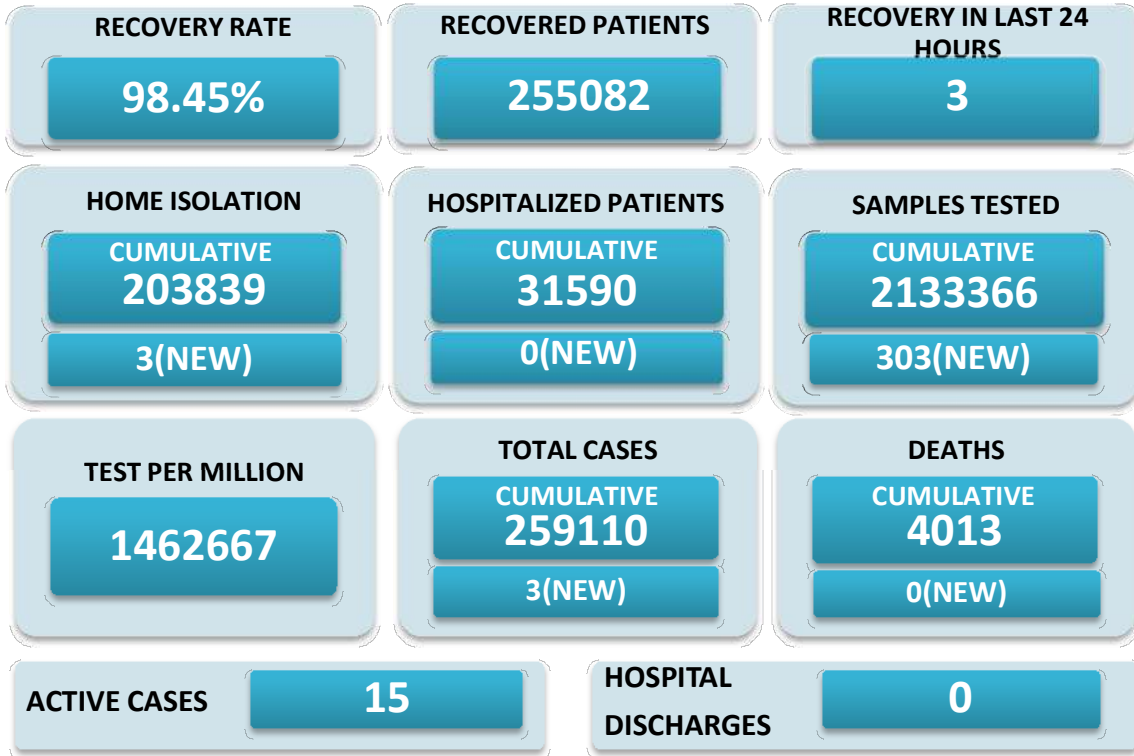 RECOVERY RATE
98.45%
RECOVERED PATIENTS
255082
RECOVERY IN LAST 24
HOURS
3
HOME ISOLATION
CUMULATIVE
203839
3(NEW)
HOSPITALIZED PATIENTS
CUMULATIVE
31590
0(NEW)
SAMPLES TESTED
CUMULATIVE
2133366
303(NEW)
TEST PER MILLION
1462667
TOTAL CASES
CUMULATIVE
259110
3(NEW)
DEATHS
CUMULATIVE
4013
0(NEW)
ACTIVE CASES
15
HOSPITAL
DISCHARGES
0